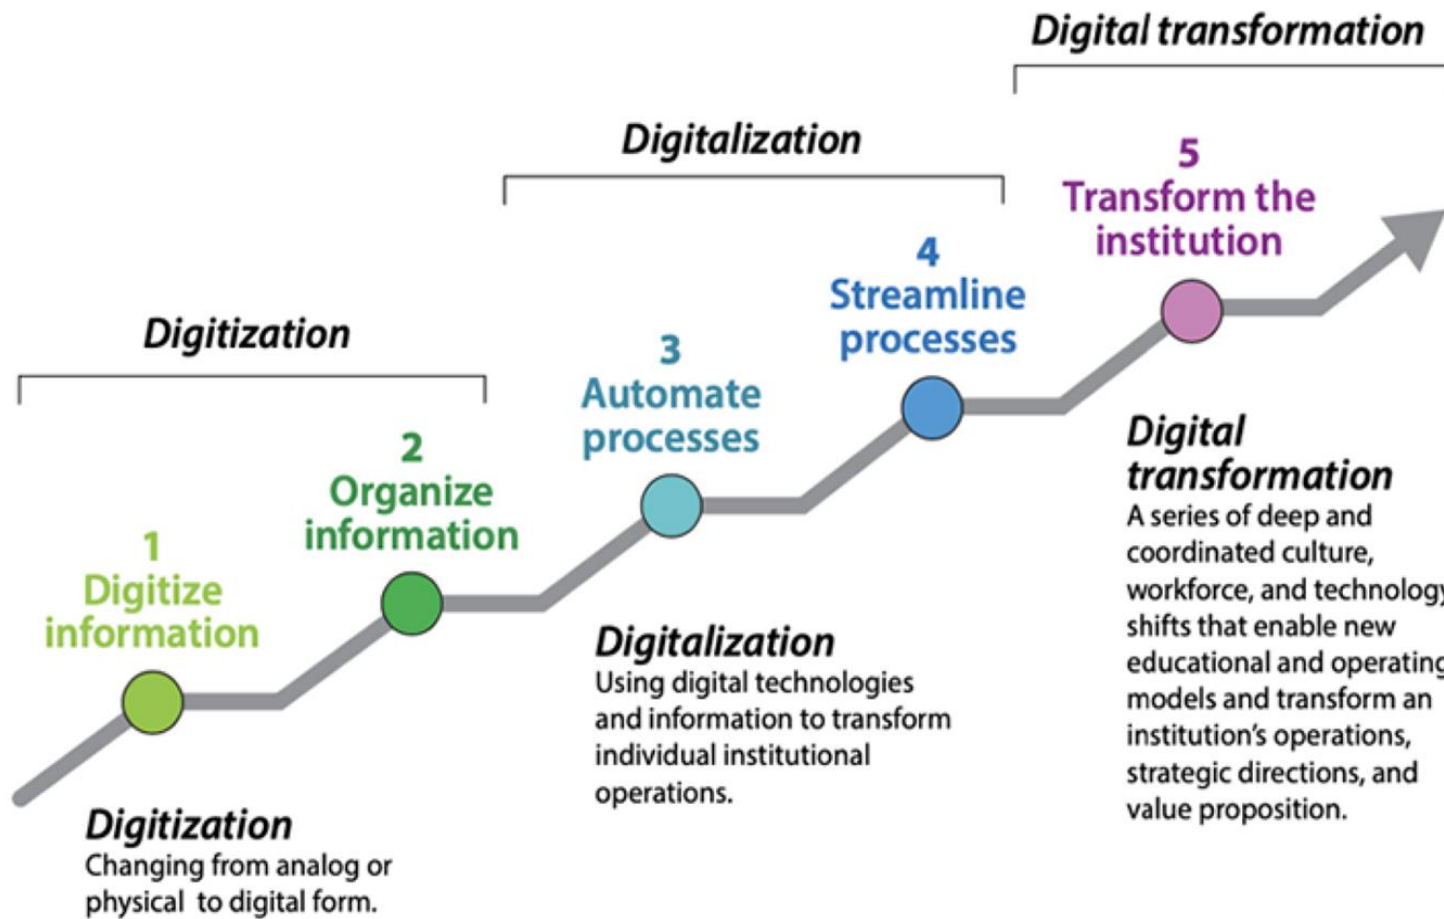 Digital transformation
Digitalization
5
Transform the
institution
4
Streamline
processes
Digitization
3
Automate
processes
2
Organize
information
1
Digitize
information
Digital
transformation
A series of deep and
coordinated culture,
workforce, and technology
shifts that enable new
educational and operating
models and transform an
institution's operations,
strategic directions, and
value proposition.
Digitalization
Using digital technologies
and information to transform
individual institutional
operations.
Digitization
Changing from analog or
physical to digital form.